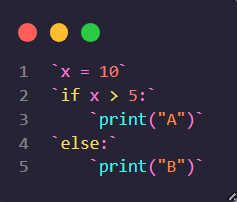 1 `x = 10`
2 `if x > 5:`
3     `print("A")`
4 `else:`
5     `print("B")`